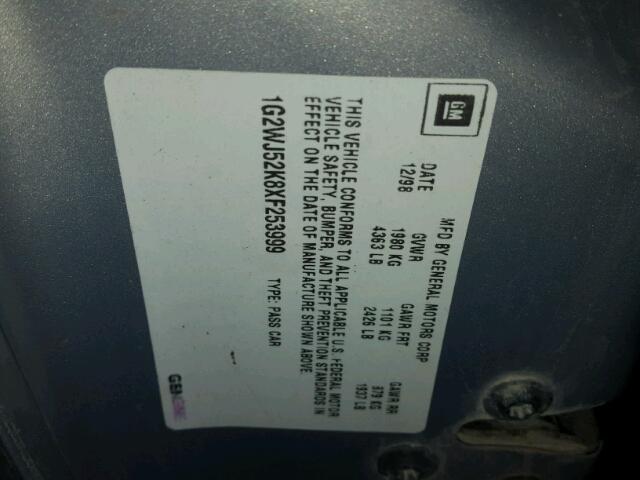 GM
MFD BY GENERAL MOTORS CORP
DATE GVWR GAWR FRT GAWR RR
12/98 1980 KG 1101 KG 879 KG
4363 LB 2426 LB 1937 LB
THIS VEHICLE CONFORMS TO ALL APPLICABLE U.S. FEDERAL MOTOR
VEHICLE SAFETY, BUMPER, AND THEFT PREVENTION STANDARDS IN
EFFECT ON THE DATE OF MANUFACTURE SHOWN ABOVE.
1G2WJ52K8XF253999 TYPE: PASS CAR